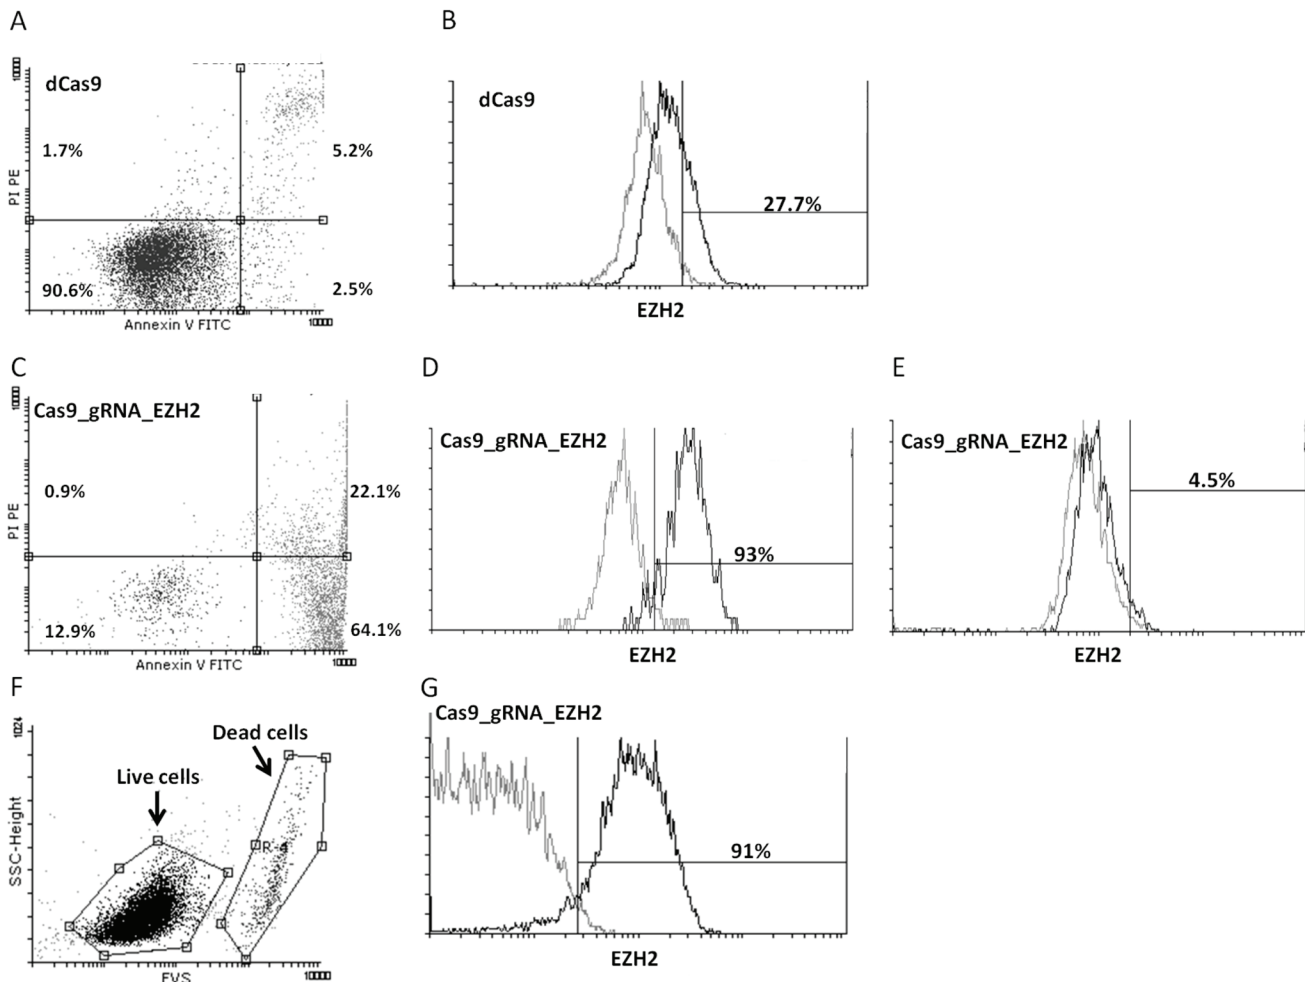 A
dCas9
1.7%
5.2%
90.6%
2.5%
PI PE
Annexin V FITC
B
dCas9
27.7%
EZH2
C
Cas9_gRNA_EZH2
0.9%
22.1%
12.9%
64.1%
PI PE
Annexin V FITC
D
Cas9_gRNA_EZH2
93%
EZH2
E
Cas9_gRNA_EZH2
4.5%
EZH2
F
1024
Dead cells
Live cells
SSC-Height
FVS
G
Cas9_gRNA_EZH2
91%
EZH2